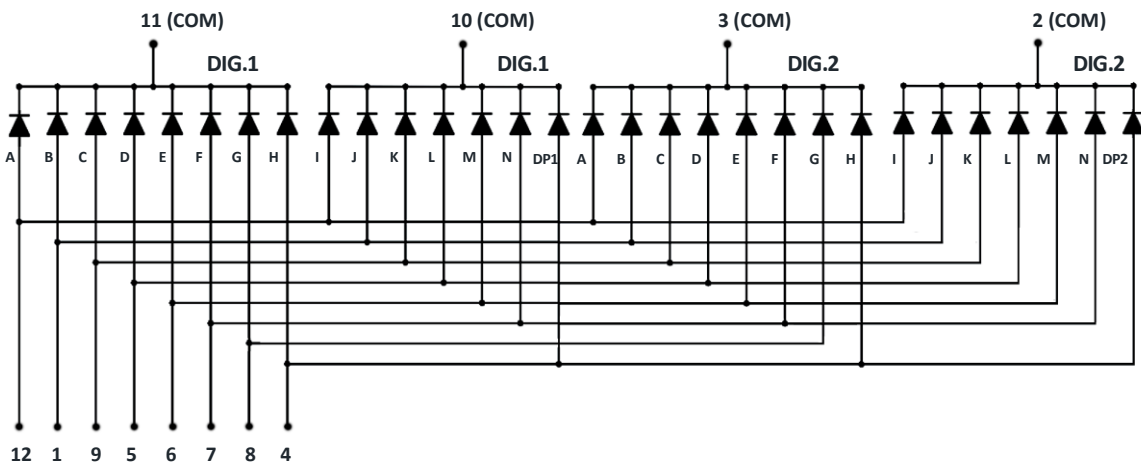 11 (COM) 10 (COM) 3 (COM) 2 (COM)
DIG.1 DIG.1 DIG.2 DIG.2
A B C D E F G H I J K L M N DP1 A B C D E F G H I J K L M N DP2
12 1 9 5 6 7 8 4